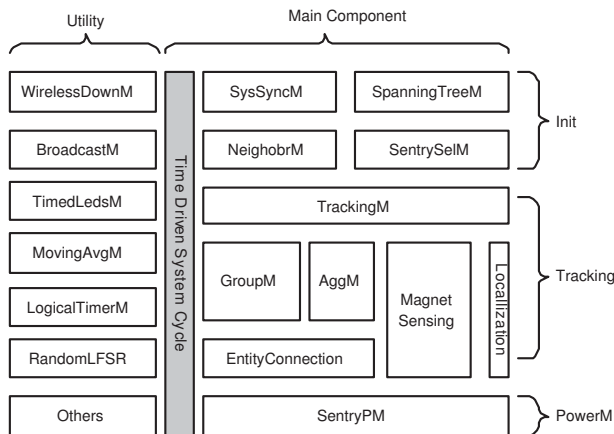 Utility
Main Component
WirelessDownM
SysSyncM
SpanningTreeM
Init
BroadcastM
NeighobrM
SentrySelM
Time Driven System Cycle
TimedLedsM
TrackingM
MovingAvgM
GroupM
AggM
Magnet
Sensing
Locallization
Tracking
LogicalTimerM
RandomLFSR
EntityConnection
Others
SentryPM
PowerM